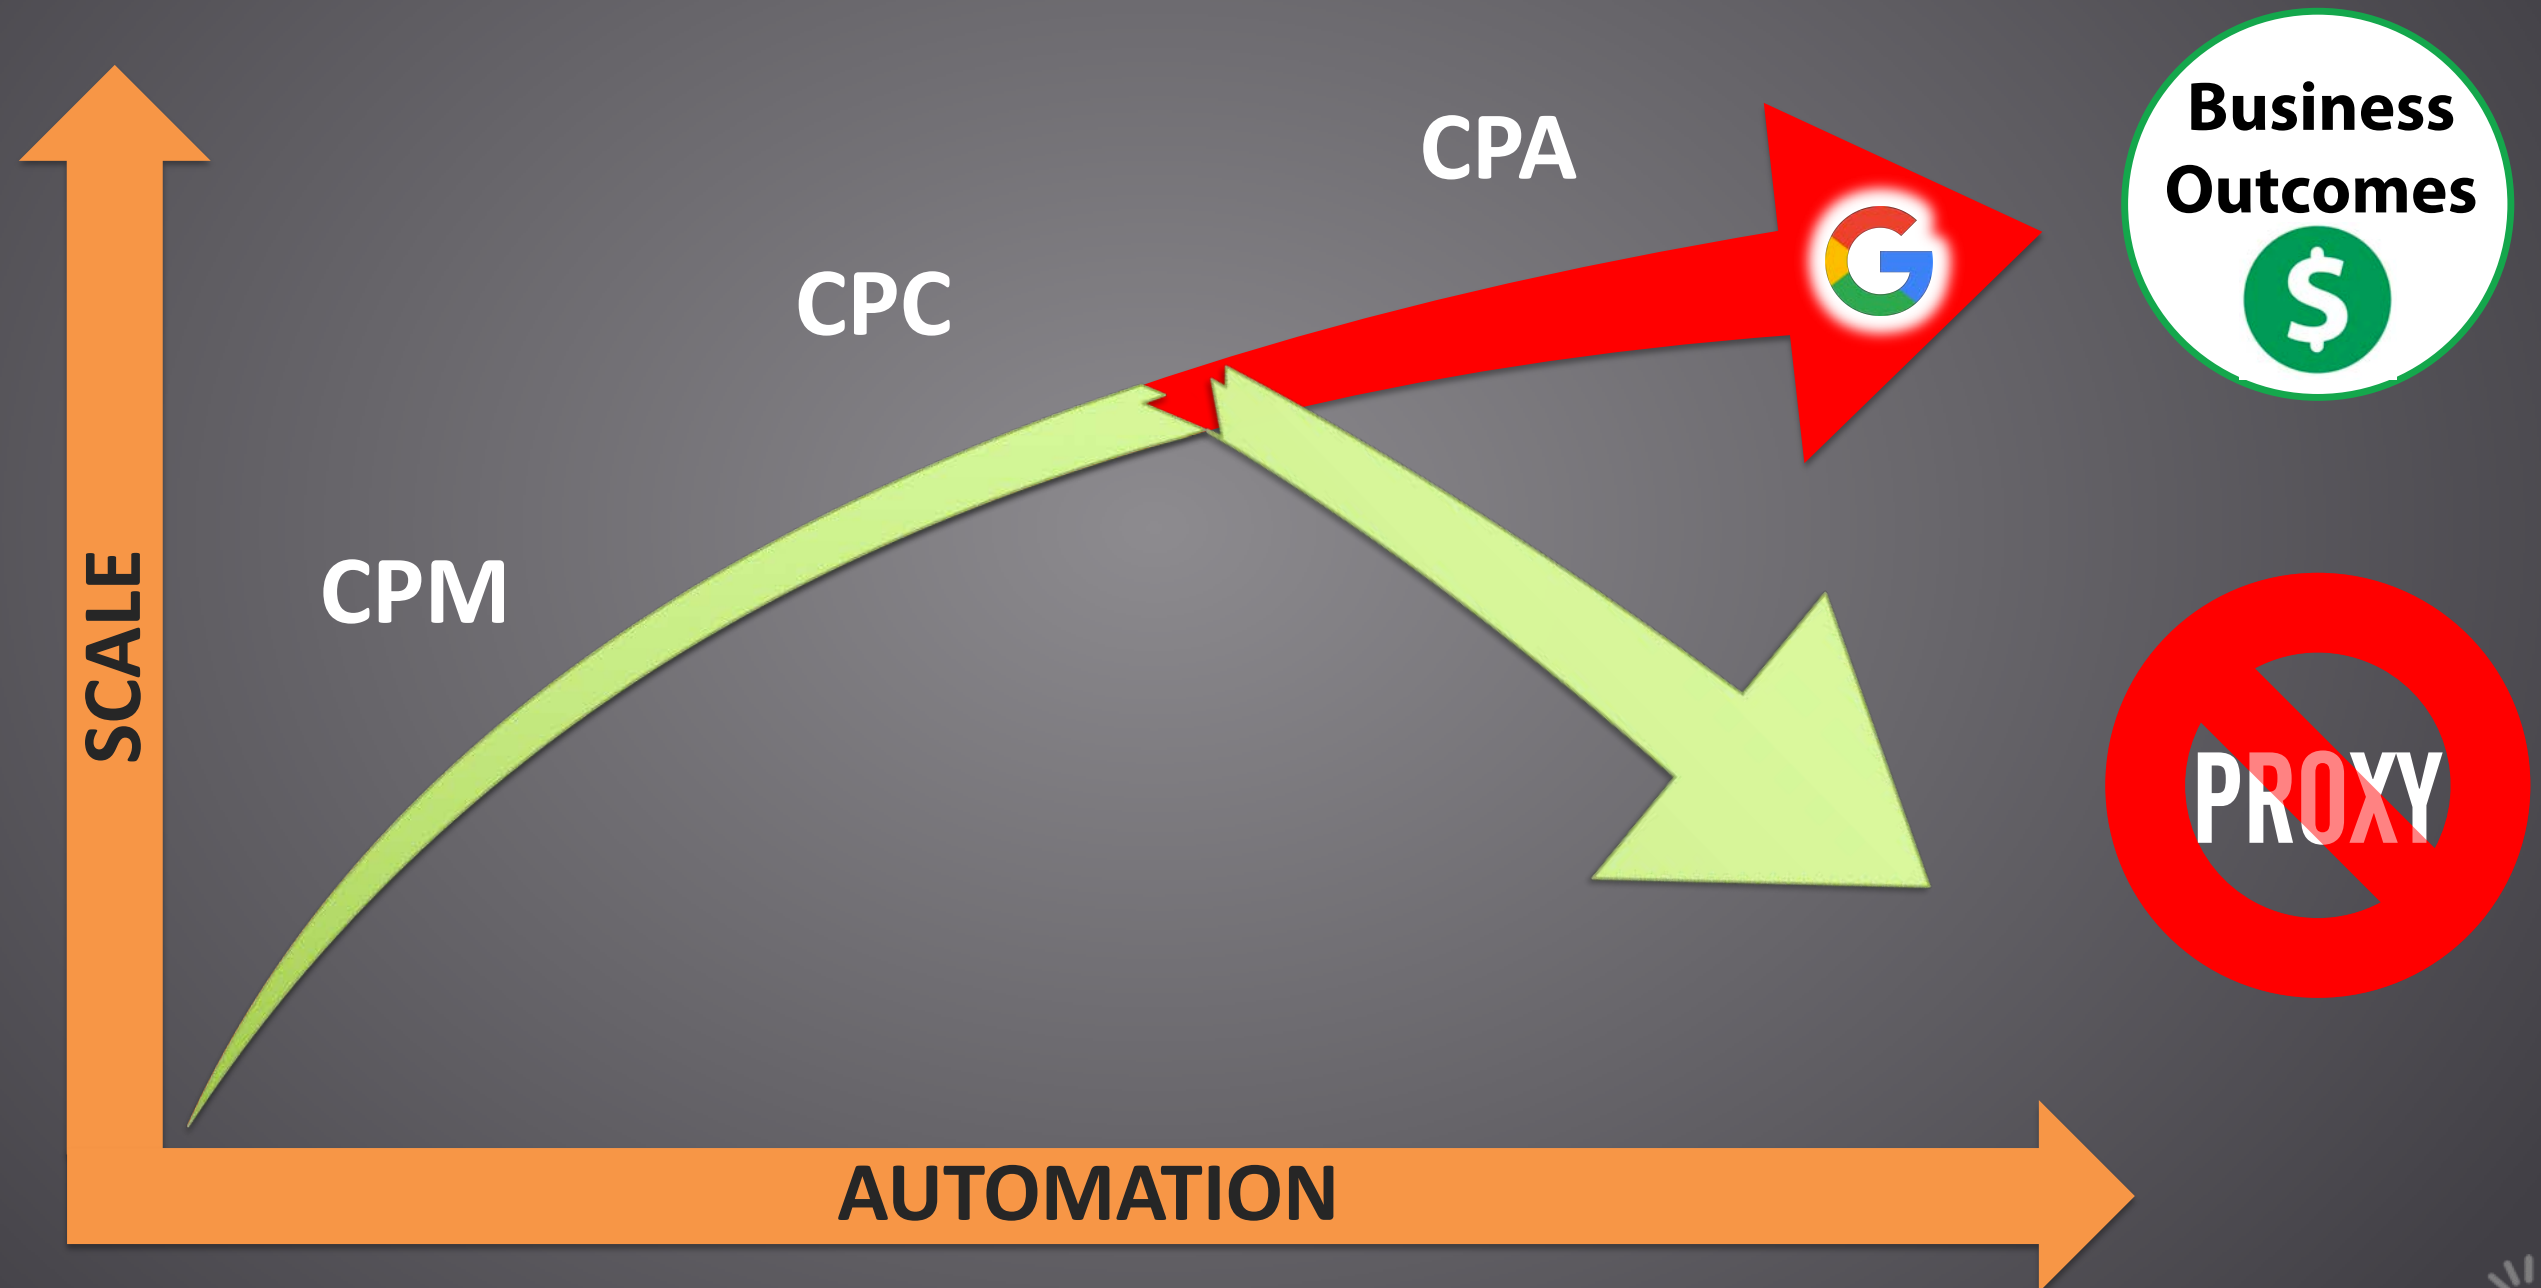 Business
Outcomes
$
CPA
CPC
CPM
SCALE
PROXY
AUTOMATION